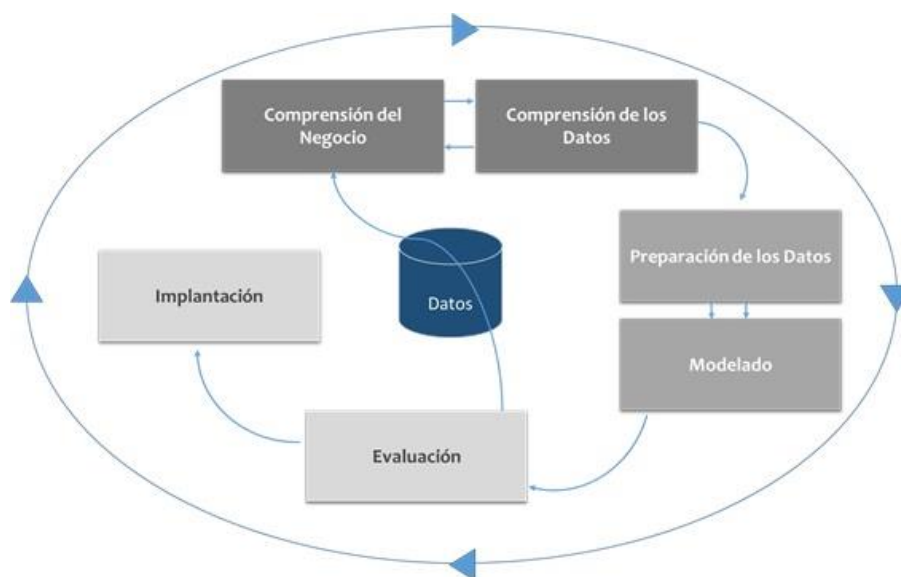 Comprensión del
Negocio
Comprensión de los
Datos
Preparación de los Datos
Implantación
Datos
Modelado
Evaluación